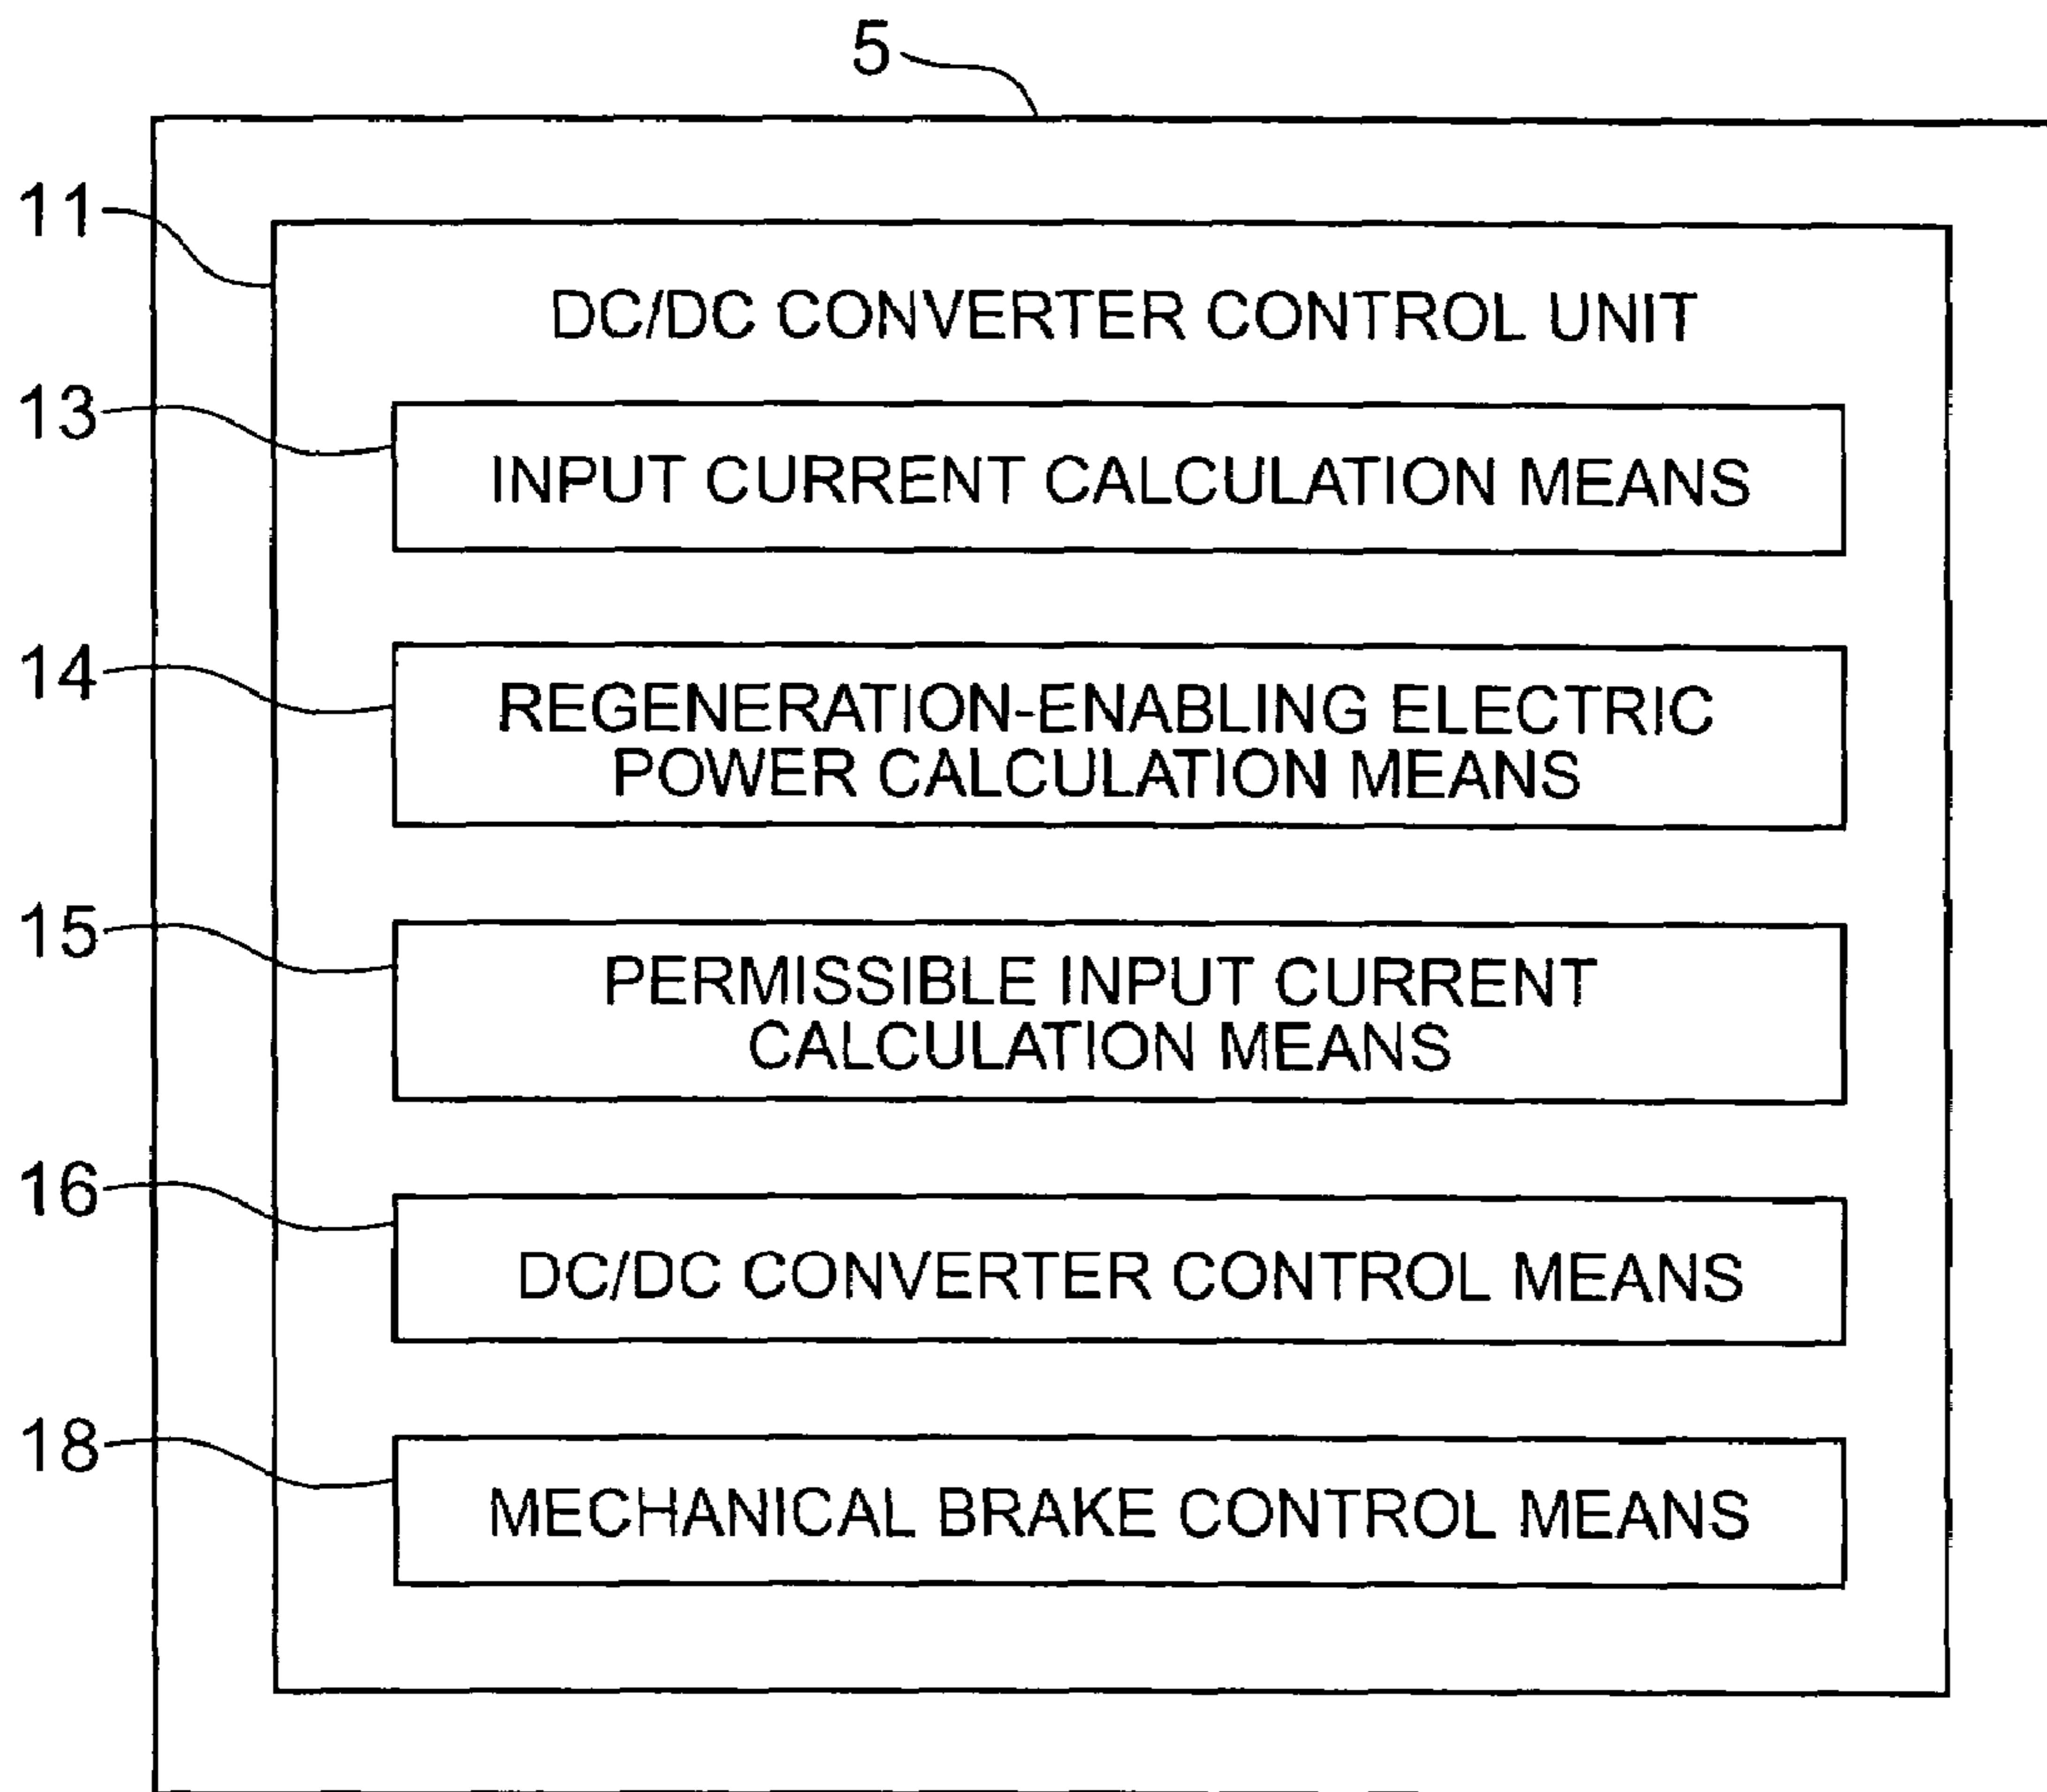 5
11
DC/DC CONVERTER CONTROL UNIT
13
INPUT CURRENT CALCULATION MEANS
14
REGENERATION-ENABLING ELECTRIC
POWER CALCULATION MEANS
15
PERMISSIBLE INPUT CURRENT
CALCULATION MEANS
16
DC/DC CONVERTER CONTROL MEANS
18
MECHANICAL BRAKE CONTROL MEANS